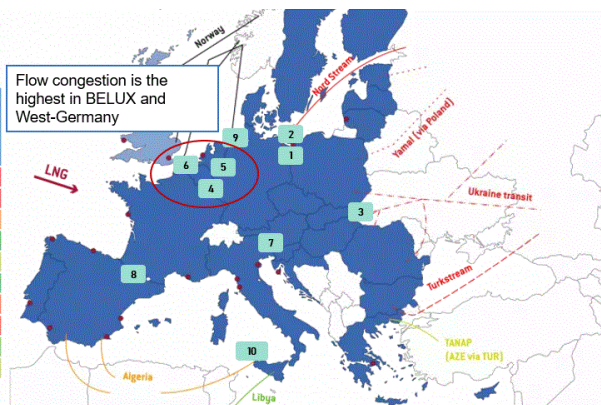 Norway
Flow congestion is the
highest in BELUX and
West-Germany
Nord Stream
Yamal (via Poland)
9
2
1
6
5
4
LNG
Ukraine transit
3
7
8
Turkstream
10
TANAP
(AZE via TUR)
Algeria
Libya